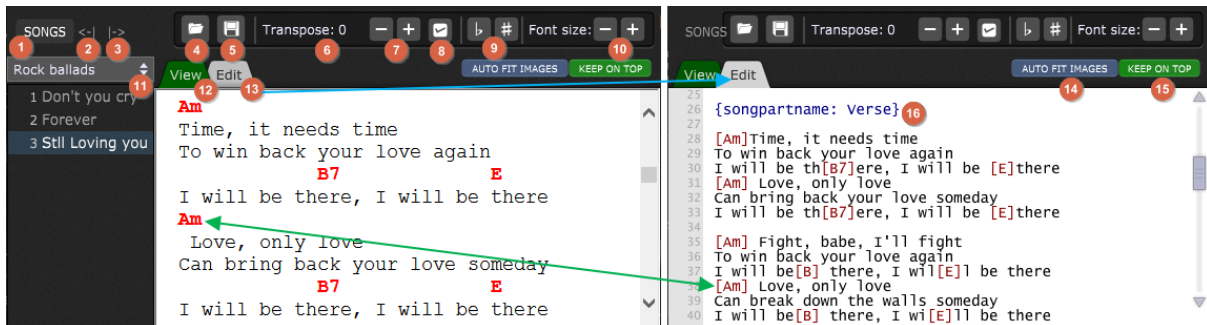 SONGS <-| |-> Transpose: 0 − + ♭ # Font size: − +
1 2 3 4 5 6 7 8 9 10
Rock ballads
11
View Edit AUTO FIT IMAGES KEEP ON TOP
12 13
1 Don't you cry
2 Forever
3 Stll Loving you
Am
Time, it needs time
To win back your love again
B7 E
I will be there, I will be there
Am
Love, only love
Can bring back your love someday
B7 E
I will be there, I will be there
SONGS Transpose: 0 − + ♭ # Font size: − +
View Edit AUTO FIT IMAGES KEEP ON TOP
14 15
25
26 {songpartname: Verse} 16
27
28 [Am]Time, it needs time
29 To win back your love again
30 I will be th[B7]ere, I will be [E]there
31 [Am] Love, only love
32 Can bring back your love someday
33 I will be th[B7]ere, I will be [E]there
34
35 [Am] Fight, babe, I'll fight
36 To win back your love again
37 I will be[B] there, I wil[E]l be there
38 [Am] Love, only love
39 Can break down the walls someday
40 I will be[B] there, I wi[E]ll be there